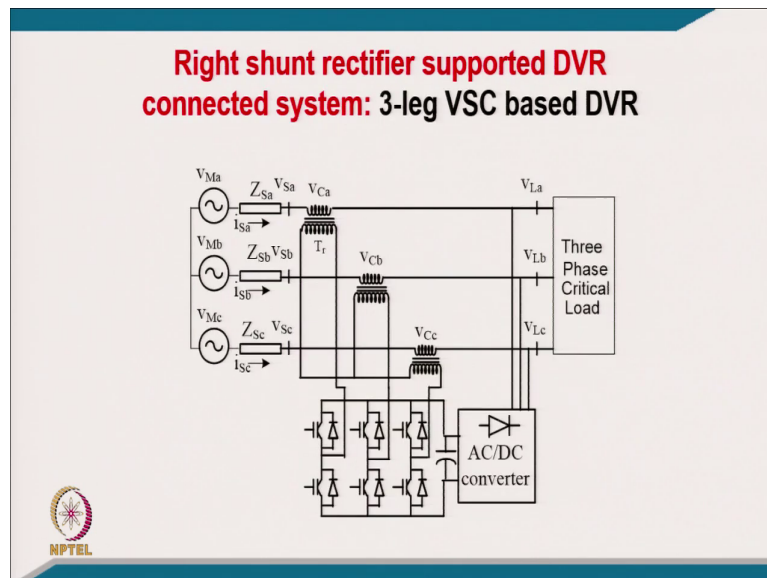 Right shunt rectifier supported DVR
connected system: 3-leg VSC based DVR
vMa
ZSa vSa vCa vLa
iSa
Tr
vMb
ZSb vSb vCb vLb
iSb
vMc
ZSc vSc vCc vLc
iSc
Three
Phase
Critical
Load
AC/DC
converter
NPTEL